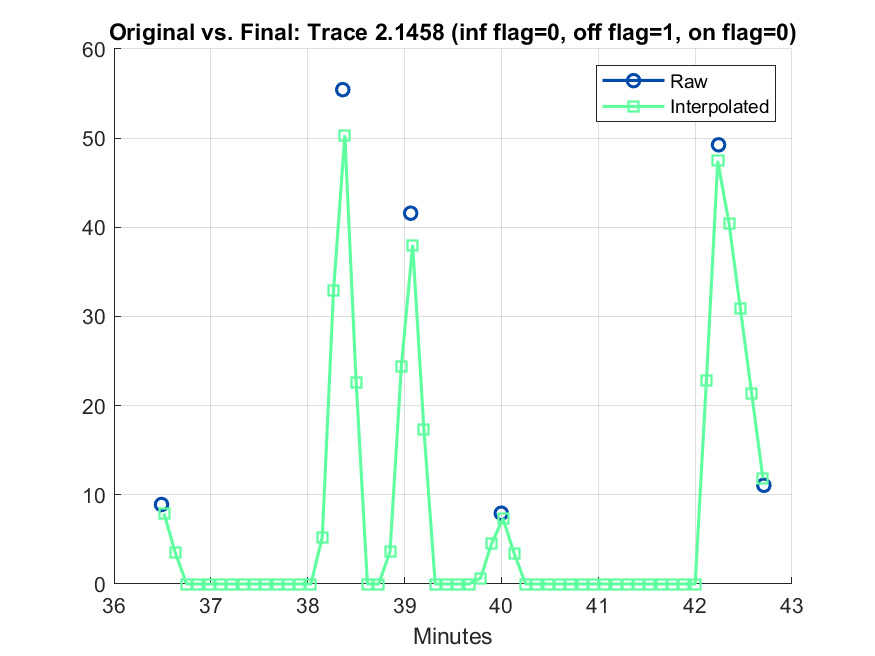 Original vs. Final: Trace 2.1458 (inf flag=0, off flag=1, on flag=0)
60
50
40
30
20
10
0
Raw
Interpolated
36 37 38 39 40 41 42 43
Minutes